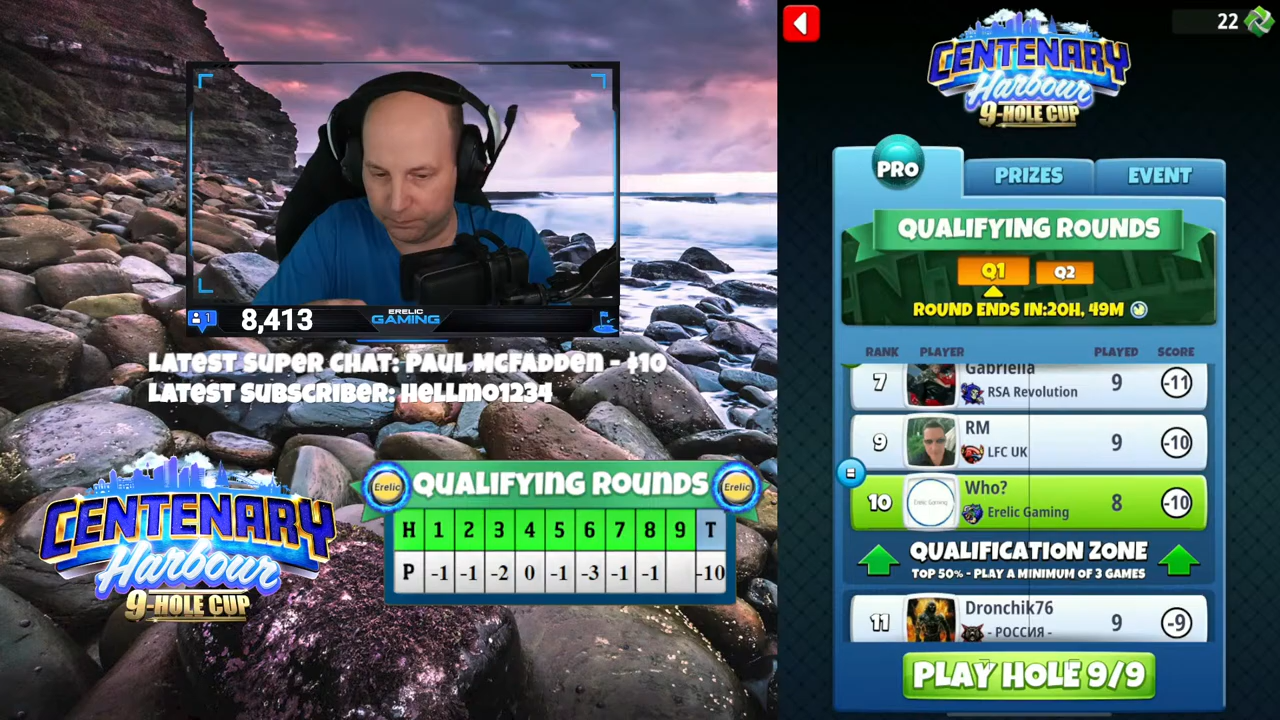 1
8,413
ERELIC
GAMING
Latest Super Chat: Paul McFadden - $10
Latest Subscriber: Hellmo1234
CENTENARY
Harbour
9-HOLE CUP
Erelic
QUALIFYING ROUNDS
Erelic
H 1 2 3 4 5 6 7 8 9 T
P -1 -1 -2 0 -1 -3 -1 -1 -10
22
CENTENARY
Harbour
9-HOLE CUP
PRO PRIZES EVENT
QUALIFYING ROUNDS
Q1 Q2
ROUND ENDS IN:20H, 49M
RANK PLAYER PLAYED SCORE
7 Gabriella 9 -11
RSA Revolution
9 RM 9 -10
LFC UK
=
10 Who? 8 -10
Erelic Gaming
Erelic Gaming
QUALIFICATION ZONE
TOP 50% - PLAY A MINIMUM OF 3 GAMES
11 Dronchik76 9 -9
- РОССИЯ -
PLAY HOLE 9/9